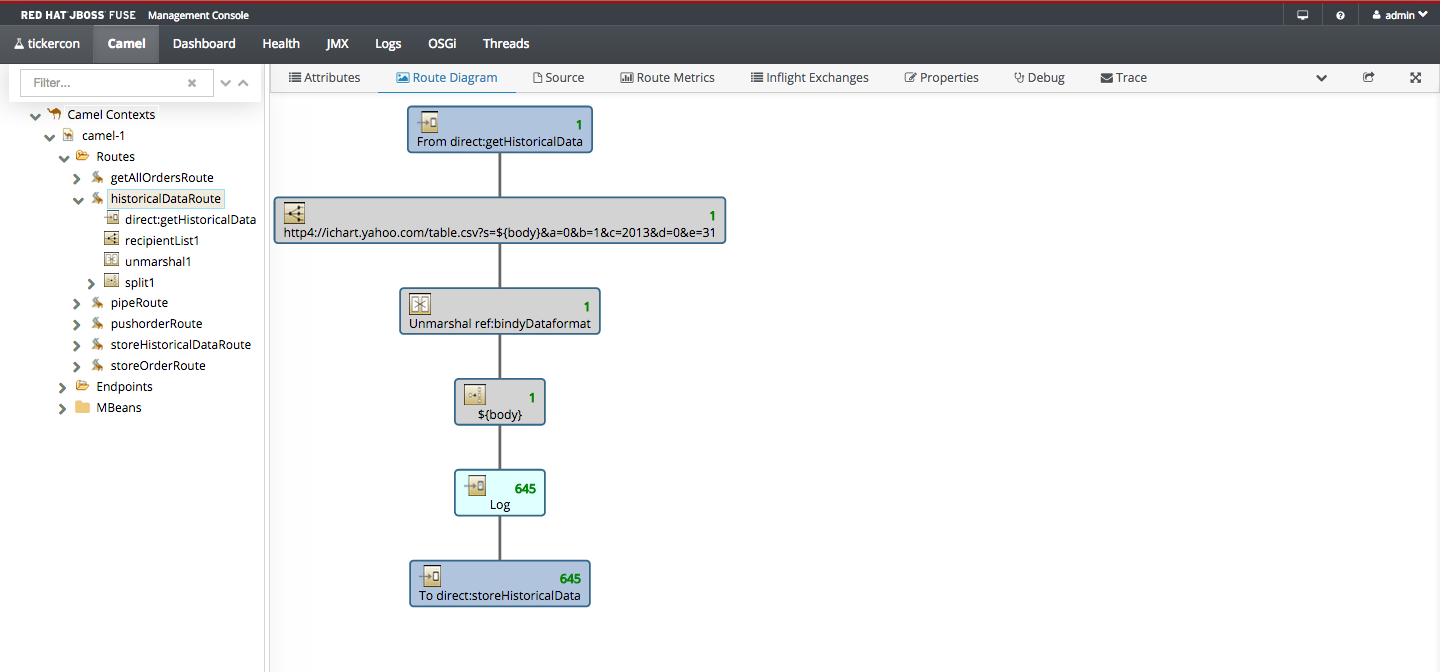 RED HAT JBOSS FUSE Management Console
admin
tickercon Camel Dashboard Health JMX Logs OSGi Threads
Filter...
Attributes Route Diagram Source Route Metrics Inflight Exchanges Properties Debug Trace
Camel Contexts
camel-1
Routes
getAllOrdersRoute
historicalDataRoute
direct:getHistoricalData
recipientList1
unmarshal1
split1
pipeRoute
pushorderRoute
storeHistoricalDataRoute
storeOrderRoute
Endpoints
MBeans
1
From direct:getHistoricalData
1
http4://ichart.yahoo.com/table.csv?s=${body}&a=0&b=1&c=2013&d=0&e=31
1
Unmarshal ref:bindyDataformat
1
${body}
645
Log
645
To direct:storeHistoricalData